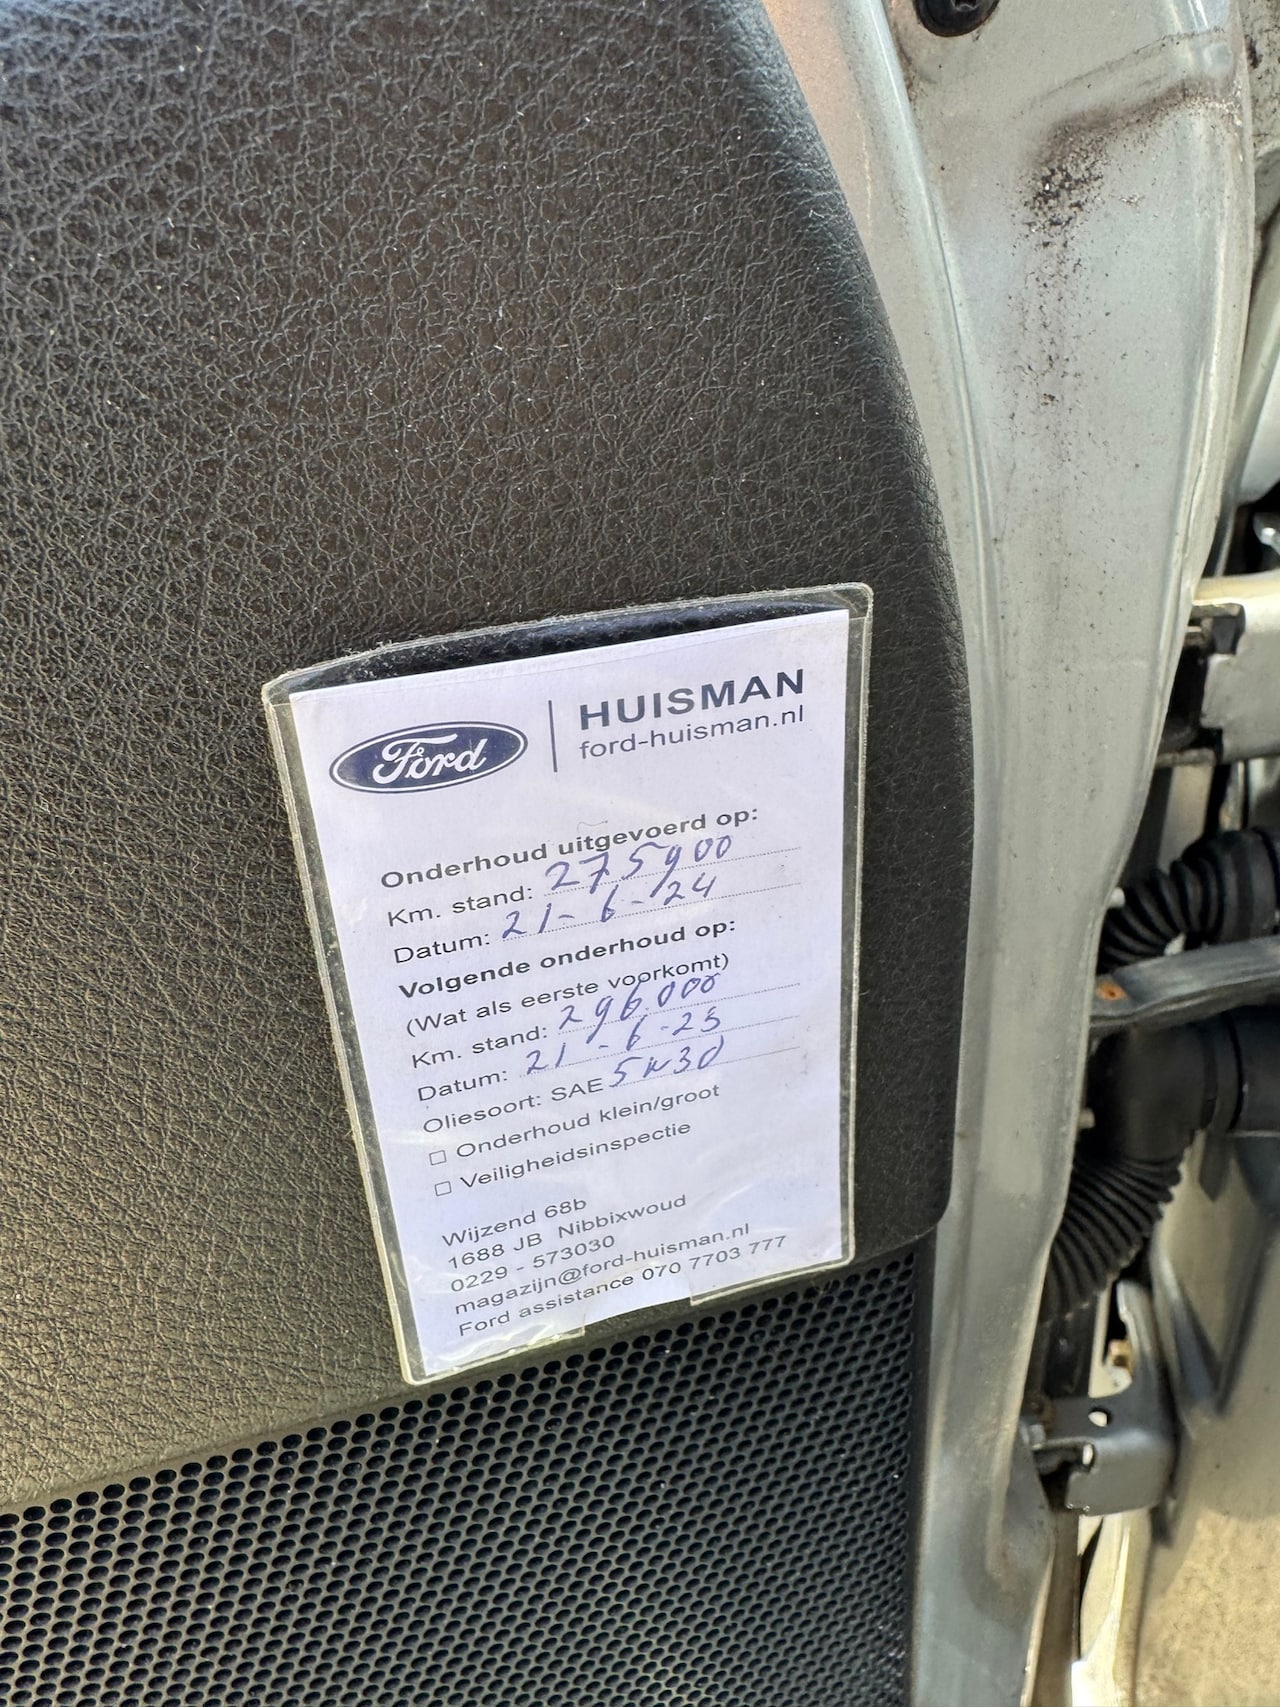 Ford
HUISMAN
ford-huisman.nl
Onderhoud uitgevoerd op:
Km. stand: 275900
Datum: 21-6-'24
Volgende onderhoud op:
(Wat als eerste voorkomt)
Km. stand: 296.000
Datum: 21-6-25
Oliesoort: SAE 5w30
□ Onderhoud klein/groot
□ Veiligheidsinspectie
Wijzend 68b
1688 JB Nibbixwoud
0229 - 573030
magazijn@ford-huisman.nl
Ford assistance 070 7703 777